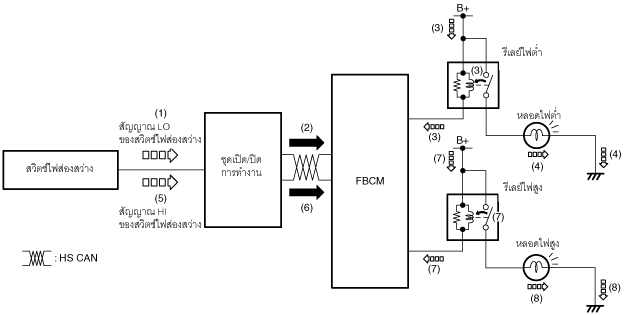 B+
(3)
รีเลย์ไฟต่ำ
(3)
(1)
สัญญาณ LO
ของสวิตช์ไฟส่องสว่าง
(2)
หลอดไฟต่ำ
(3)
(4)
(4)
สวิตช์ไฟส่องสว่าง
ชุดเปิด/ปิด
การทำงาน
FBCM
B+
(7)
รีเลย์ไฟสูง
(5)
(6)
สัญญาณ HI
ของสวิตช์ไฟส่องสว่าง
(7)
หลอดไฟสูง
(7)
: HS CAN
(8)
(8)